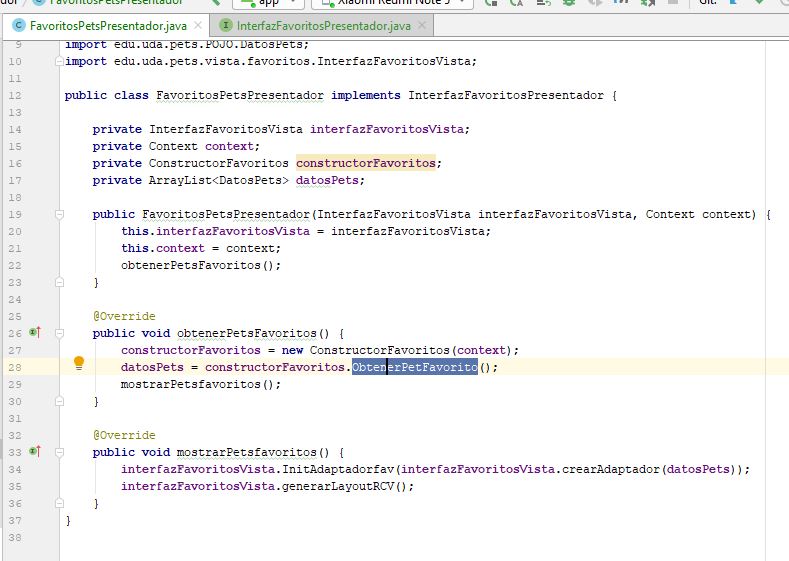 FavoritosPetsPresentador
app
Xiaomi Redmi Note 5
Git:
FavoritosPetsPresentador.java
InterfazFavoritosPresentador.java
9 import edu.uda.pets.POJO.DatosPets;
10 import edu.uda.pets.vista.favoritos.InterfazFavoritosVista;
11
12 public class FavoritosPetsPresentador implements InterfazFavoritosPresentador {
13
14 private InterfazFavoritosVista interfazFavoritosVista;
15 private Context context;
16 private ConstructorFavoritos constructorFavoritos;
17 private ArrayList<DatosPets> datosPets;
18
19 public FavoritosPetsPresentador(InterfazFavoritosVista interfazFavoritosVista, Context context) {
20 this.interfazFavoritosVista = interfazFavoritosVista;
21 this.context = context;
22 obtenerPetsFavoritos();
23 }
24
25 @Override
26 public void obtenerPetsFavoritos() {
27 constructorFavoritos = new ConstructorFavoritos(context);
28 datosPets = constructorFavoritos.ObtenerPetFavorito();
29 mostrarPetsfavoritos();
30 }
31
32 @Override
33 public void mostrarPetsfavoritos() {
34 interfazFavoritosVista.InitAdaptadorfav(interfazFavoritosVista.crearAdaptador(datosPets));
35 interfazFavoritosVista.generarLayoutRCV();
36 }
37 }
38